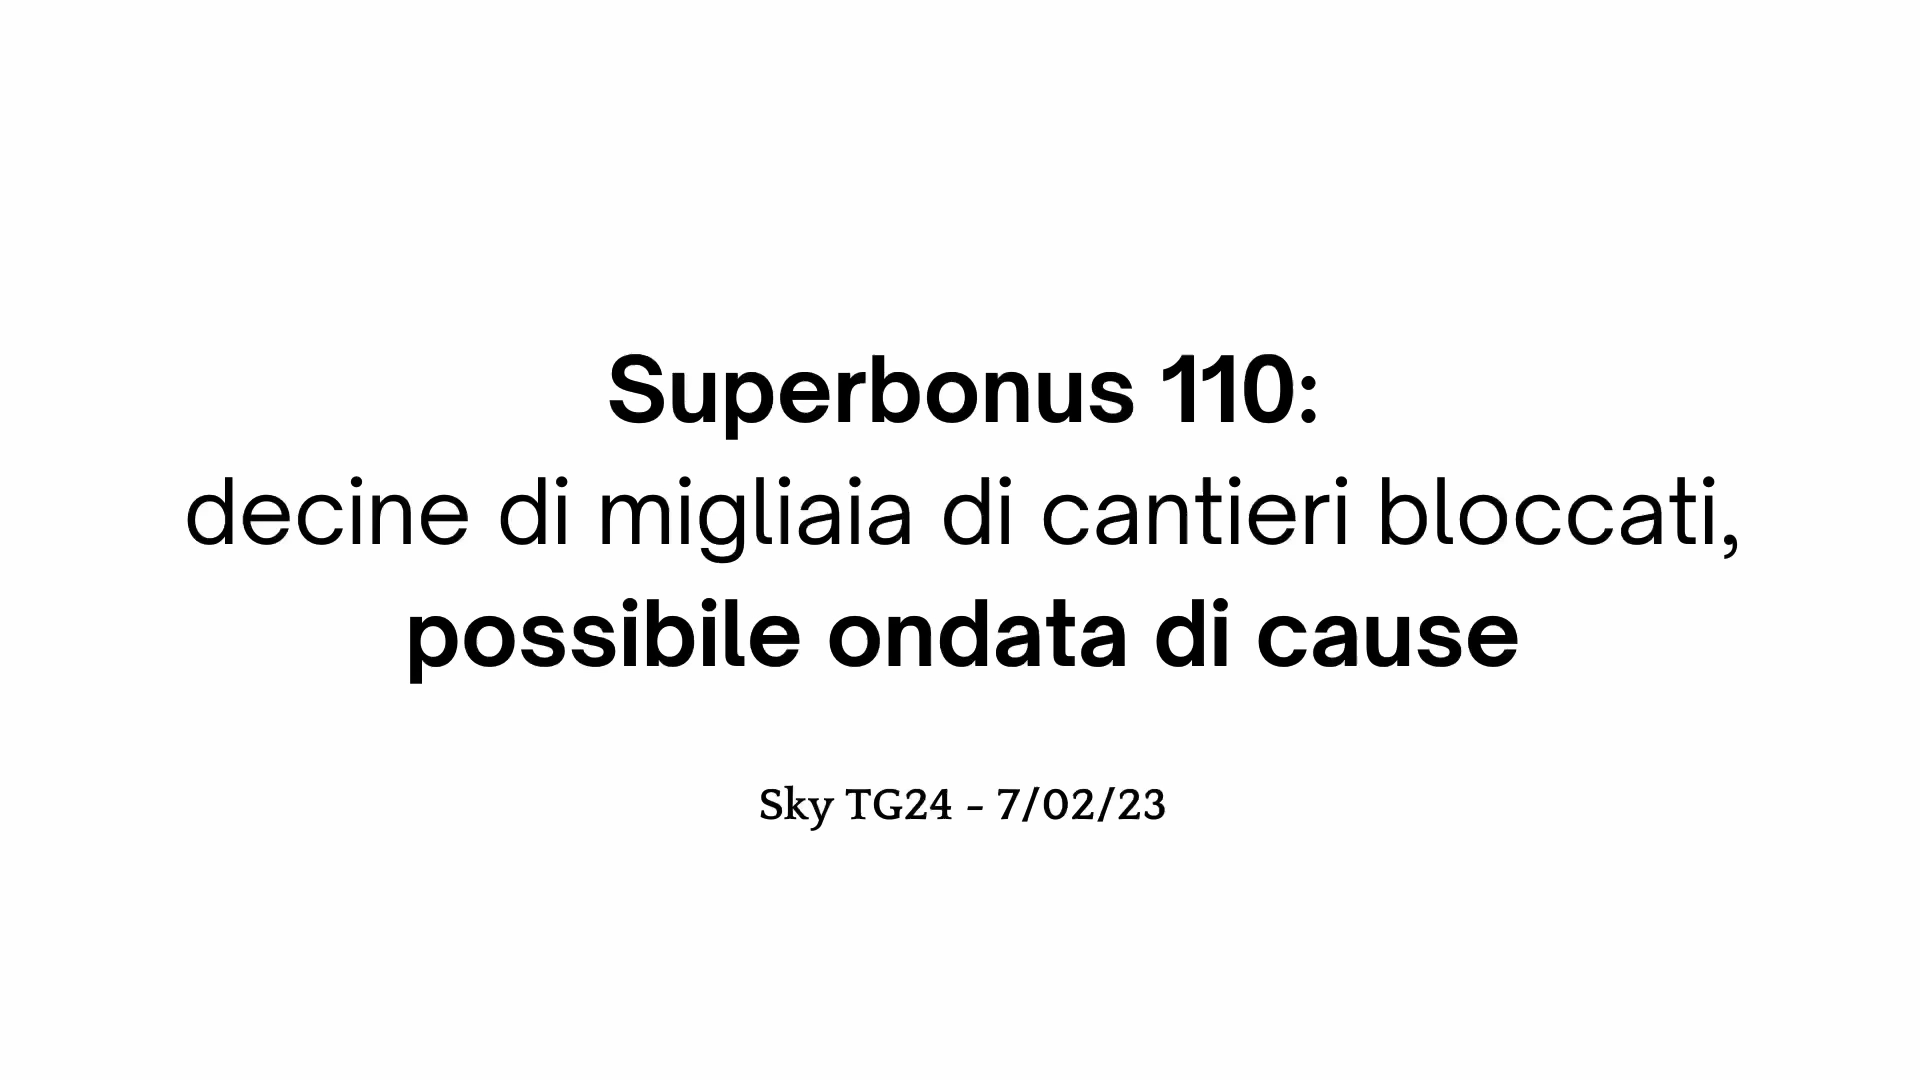 Superbonus 110:
decine di migliaia di cantieri bloccati,
possibile ondata di cause
Sky TG24 - 7/02/23